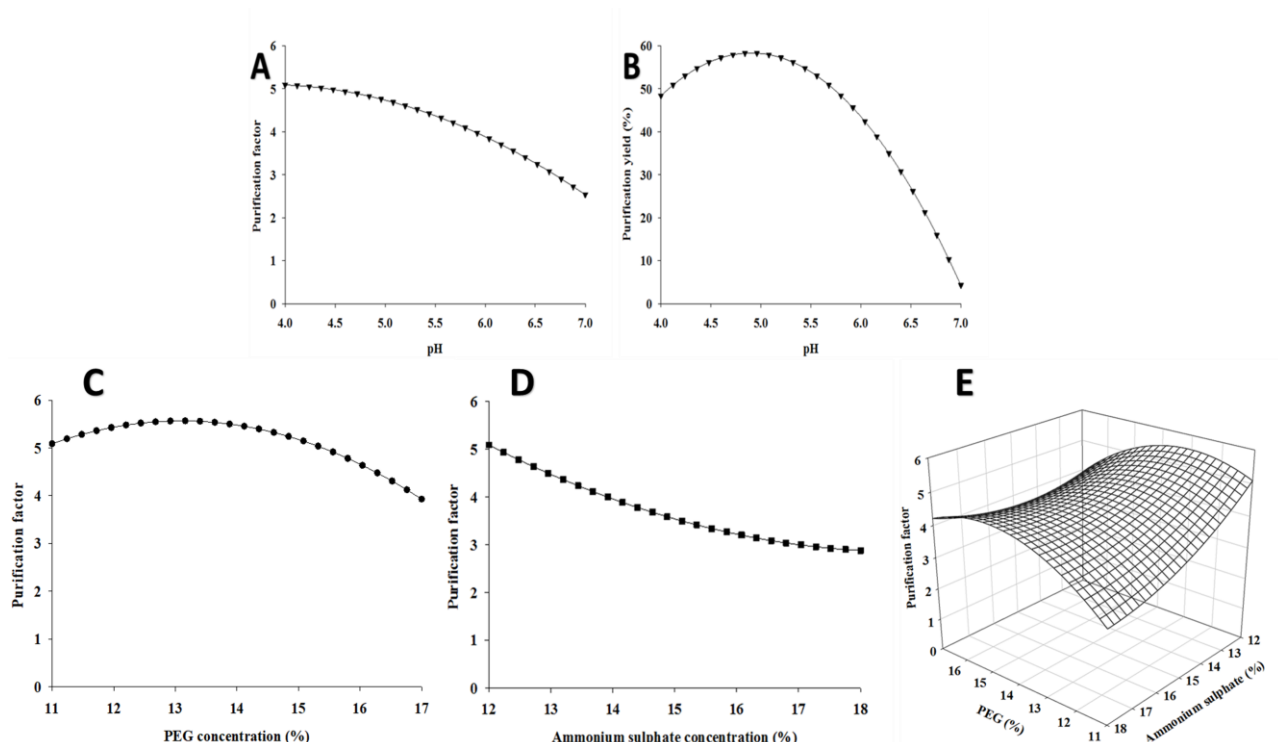 A
Purification factor
6
5
4
3
2
1
0
4.0 4.5 5.0 5.5 6.0 6.5 7.0
pH
B
Purification yield (%)
60
50
40
30
20
10
0
4.0 4.5 5.0 5.5 6.0 6.5 7.0
pH
C
Purification factor
6
5
4
3
2
1
0
11 12 13 14 15 16 17
PEG concentration (%)
D
Purification factor
6
5
4
3
2
1
0
12 13 14 15 16 17 18
Ammonium sulphate concentration (%)
E
Purification factor
6
5
4
3
2
1
0
16 15 14 13 12 11
PEG (%)
18 17 16 15 14 13 12
Ammonium sulphate (%)